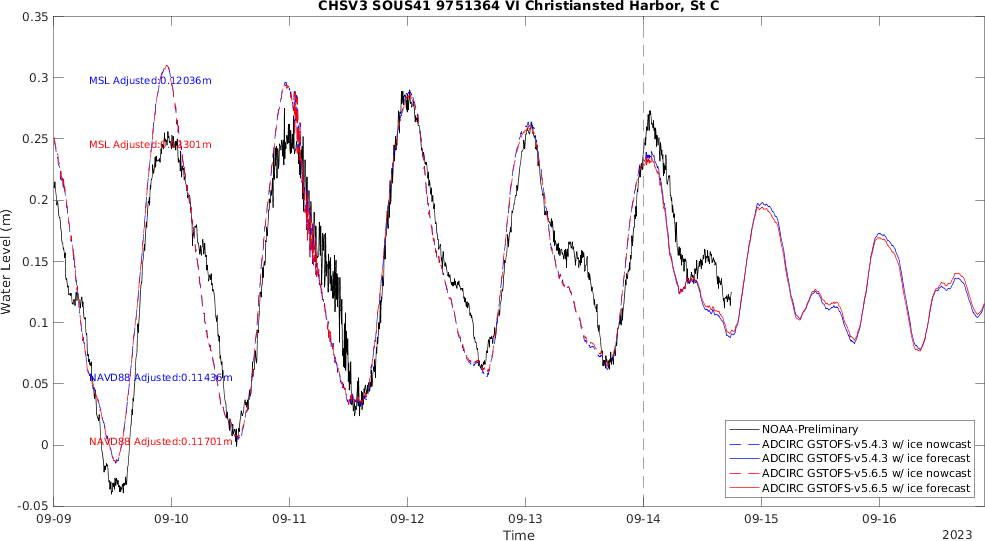 CHSV3 SOUS41 9751364 VI Christiansted Harbor, St C
0.35
0.3
0.25
0.2
0.15
0.1
0.05
0
-0.05
Water Level (m)
MSL Adjusted:0.12036m
NAVD88 Adjusted:0.11436m
NAVD88 Adjusted:0.11701m
NOAA-Preliminary
ADCIRC GSTOFS-v5.4.3 w/ ice nowcast
ADCIRC GSTOFS-v5.4.3 w/ ice forecast
ADCIRC GSTOFS-v5.6.5 w/ ice nowcast
ADCIRC GSTOFS-v5.6.5 w/ ice forecast
09-09 09-10 09-11 09-12 09-13 09-14 09-15 09-16
Time
2023